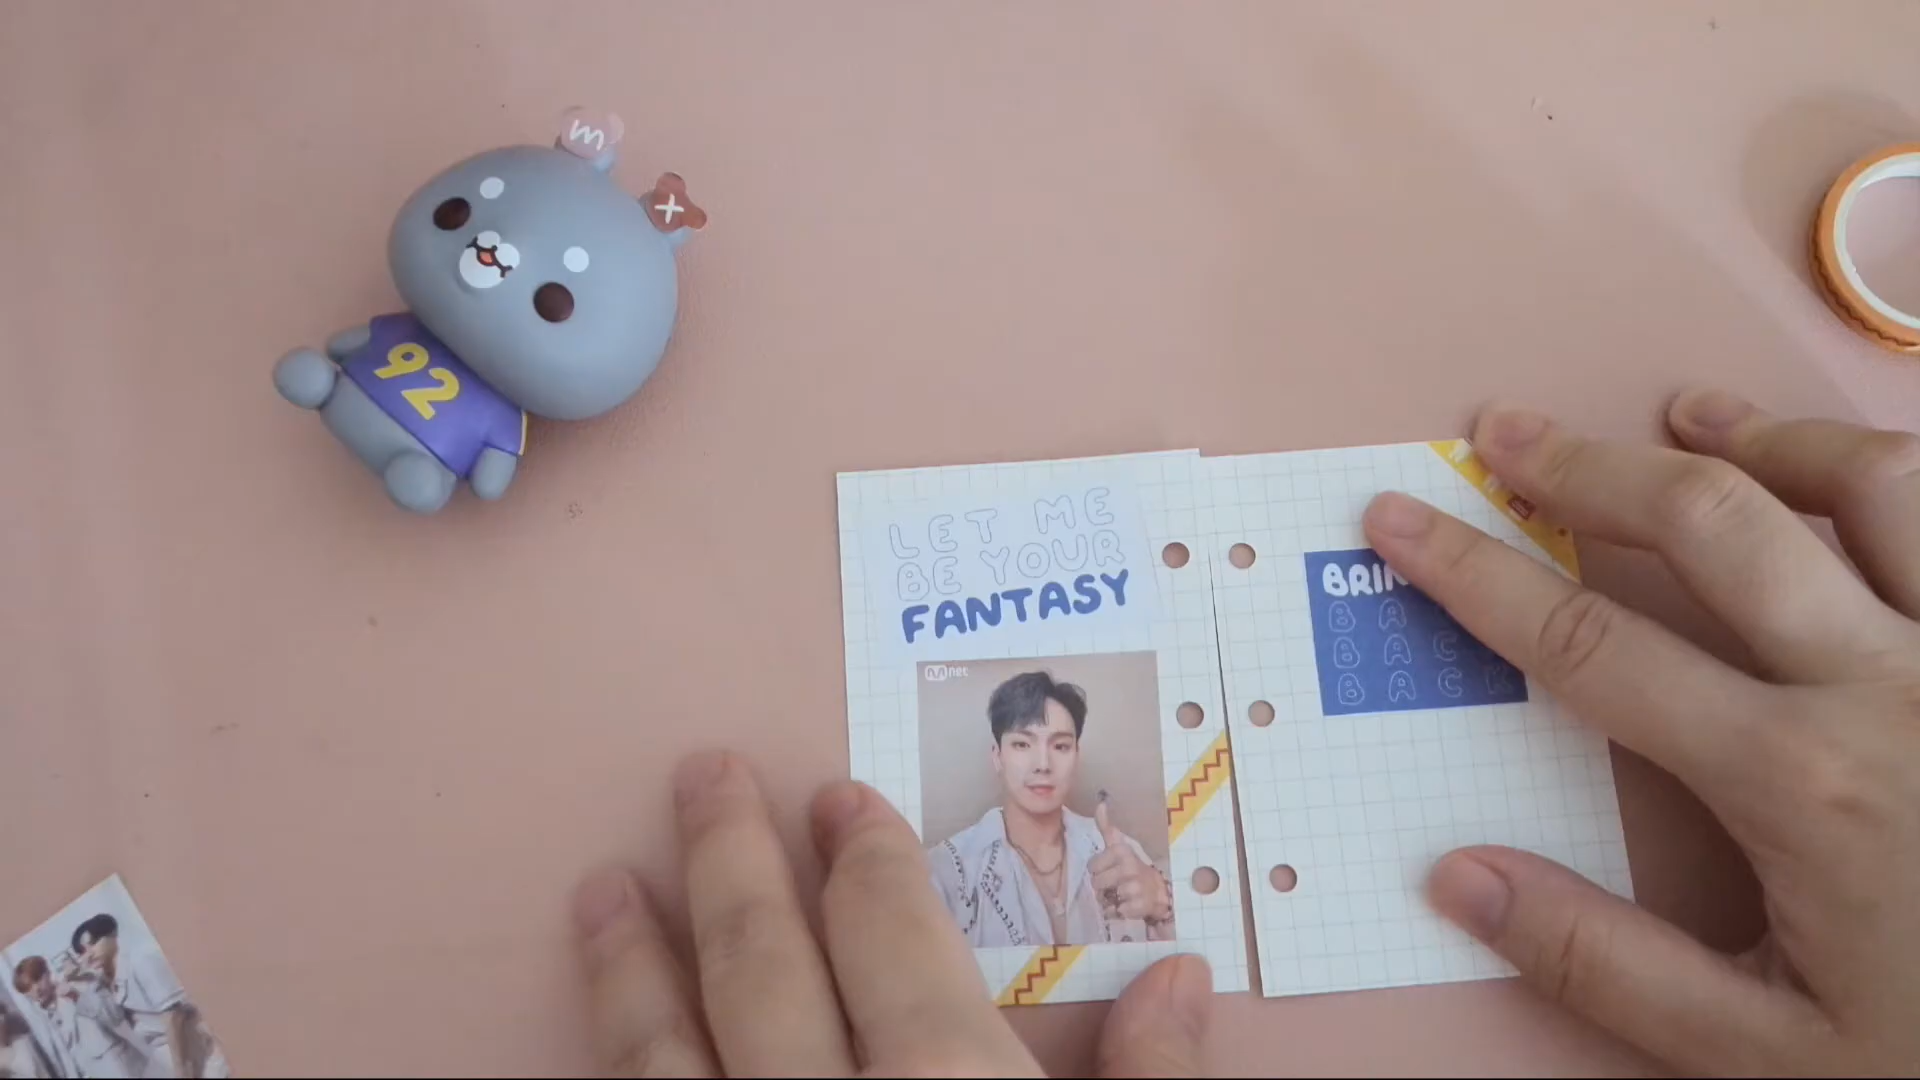 m
+
92
LET ME
BE YOUR
FANTASY
Mnet
BRIN
B A
B A C
B A C K